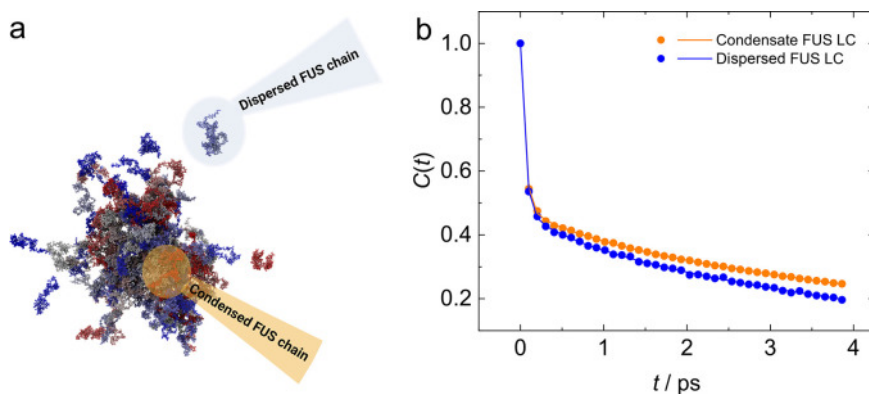 a
Dispersed FUS chain
Condensed FUS chain
b
C(t)
1.0
0.8
0.6
0.4
0.2
0
1
2
3
4
t / ps
Condensate FUS LC
Dispersed FUS LC